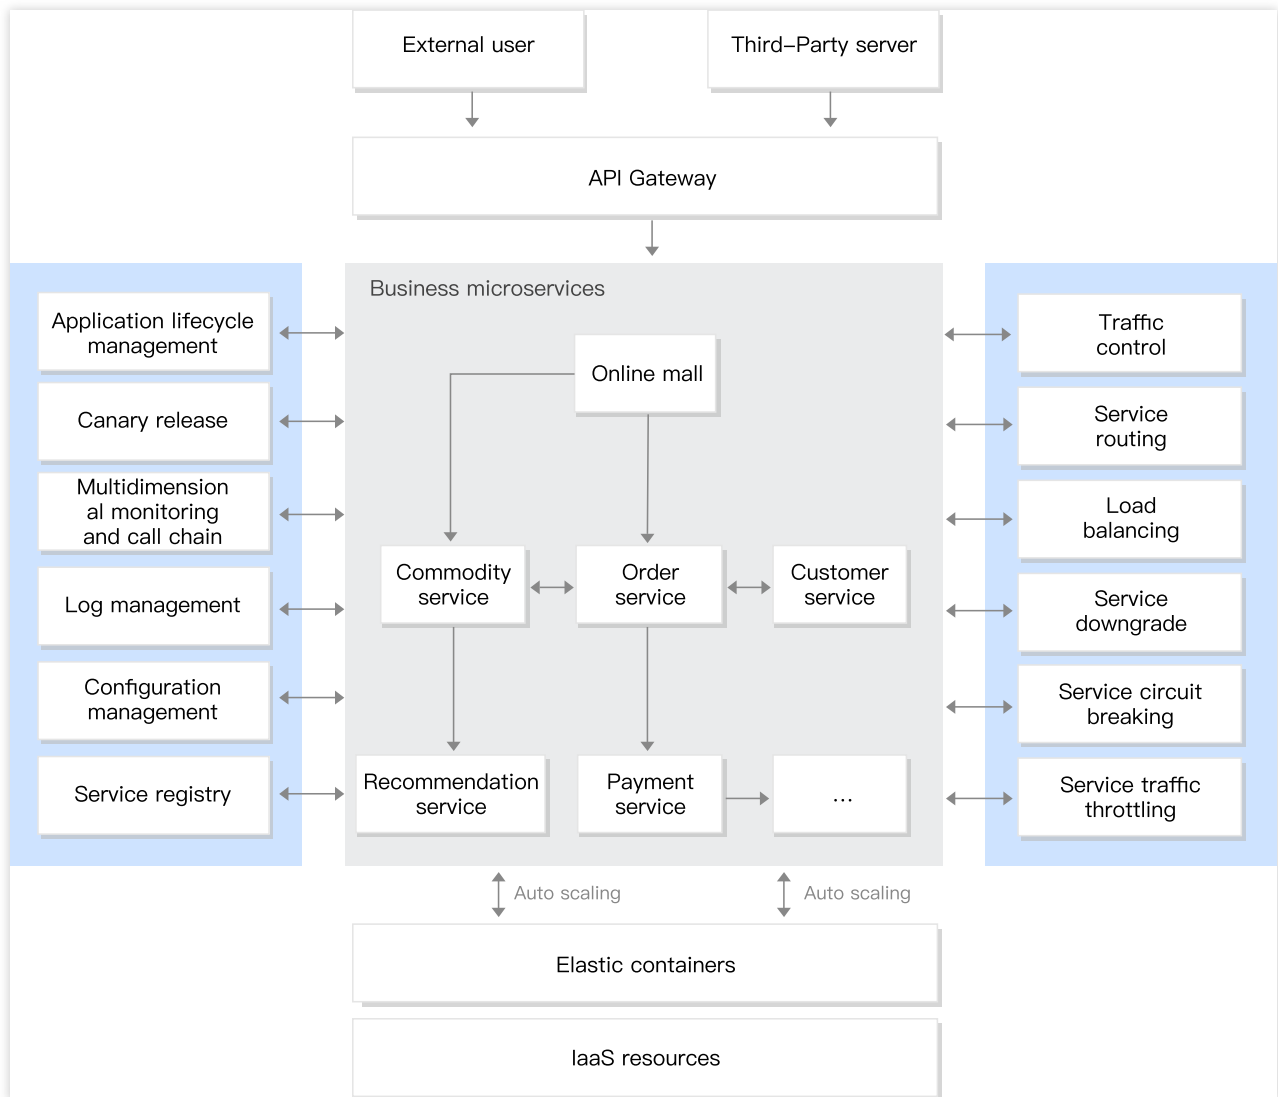 External user
Third-Party server
API Gateway
Business microservices
Application lifecycle
management
Canary release
Multidimension
al monitoring
and call chain
Log management
Configuration
management
Service registry
Online mall
Commodity
service
Order
service
Customer
service
Recommendation
service
Payment
service
...
Traffic
control
Service
routing
Load
balancing
Service
downgrade
Service circuit
breaking
Service traffic
throttling
Auto scaling
Auto scaling
Elastic containers
IaaS resources